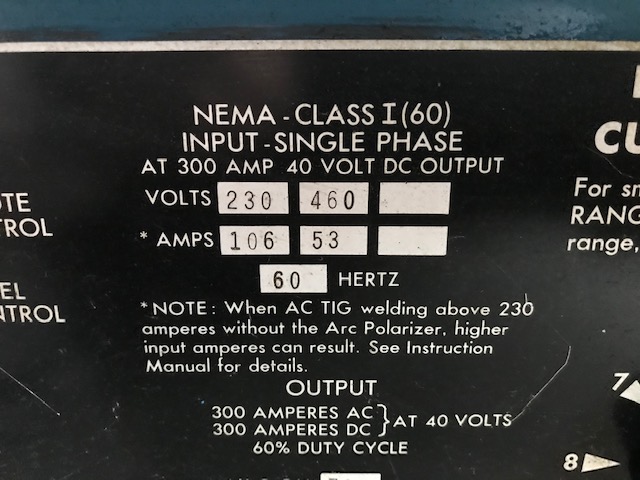 NEMA - CLASS I (60)
INPUT - SINGLE PHASE
AT 300 AMP 40 VOLT DC OUTPUT
VOLTS 230 460
* AMPS 106 53
60 HERTZ
* NOTE: When AC TIG welding above 230
amperes without the Arc Polarizer, higher
input amperes can result. See Instruction
Manual for details.
OUTPUT
300 AMPERES AC
300 AMPERES DC } AT 40 VOLTS
60% DUTY CYCLE
TROL
EL
NTROL
CU
For sm
RANG
range,
7
8